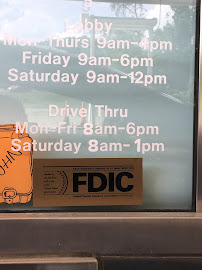 Lobby
Mon-Thurs 9am-4pm
Friday 9am-6pm
Saturday 9am-12pm
Drive Thru
Mon-Fri 8am-6pm
Saturday 8am-1pm
FDIC